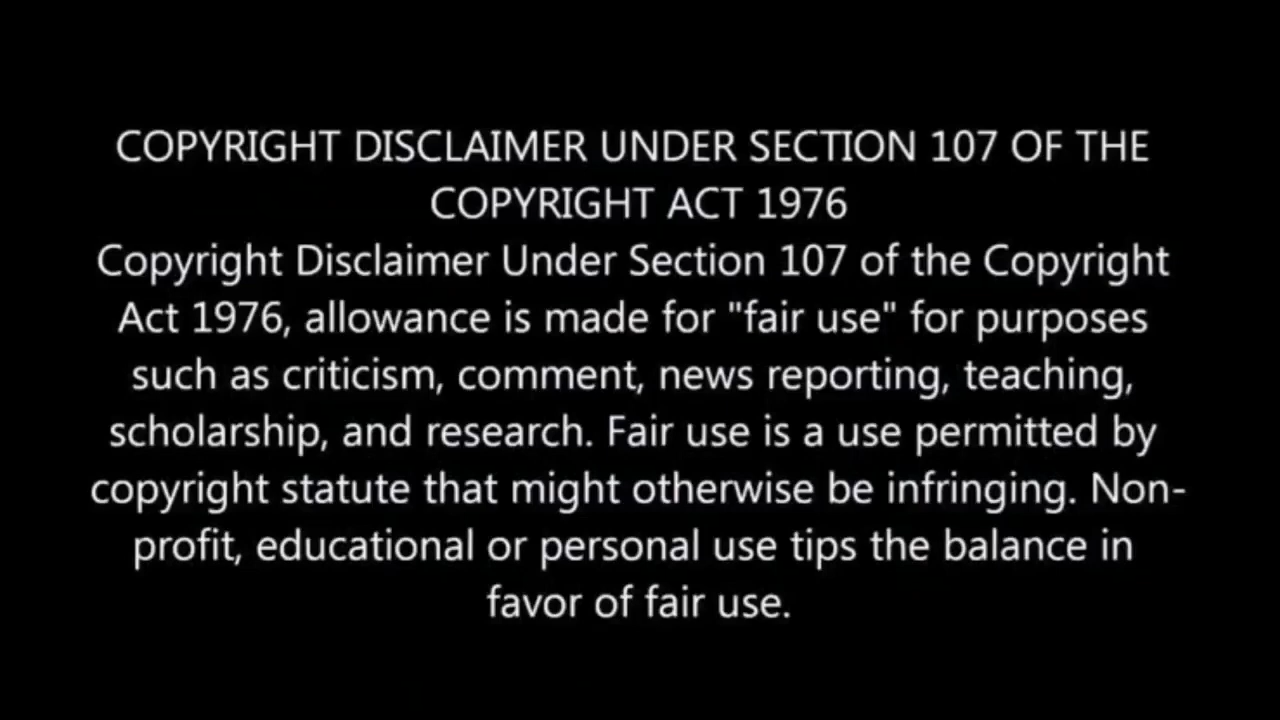 COPYRIGHT DISCLAIMER UNDER SECTION 107 OF THE
COPYRIGHT ACT 1976
Copyright Disclaimer Under Section 107 of the Copyright
Act 1976, allowance is made for "fair use" for purposes
such as criticism, comment, news reporting, teaching,
scholarship, and research. Fair use is a use permitted by
copyright statute that might otherwise be infringing. Non-
profit, educational or personal use tips the balance in
favor of fair use.